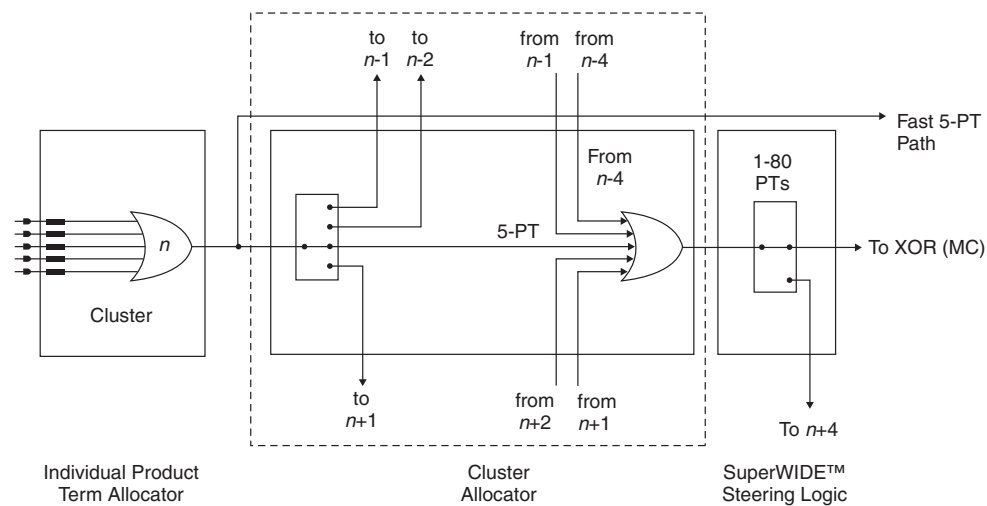 to
n-1
to
n-2
from
n-1
from
n-4
Fast 5-PT
Path
From
n-4
1-80
PTs
n
5-PT
To XOR (MC)
Cluster
to
n+1
from
n+2
from
n+1
To n+4
Individual Product
Term Allocator
Cluster
Allocator
SuperWIDE™
Steering Logic